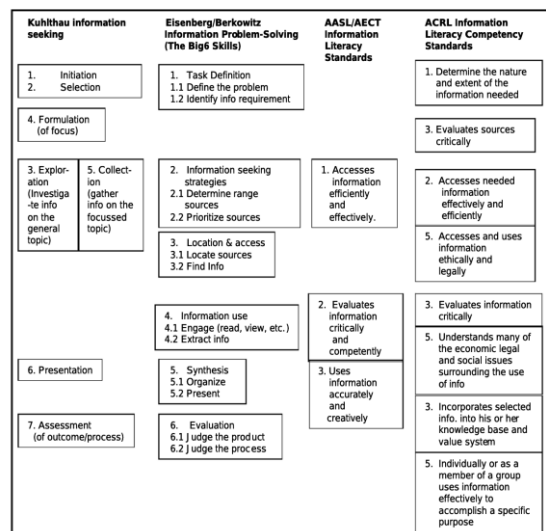 Kuhlthau information
seeking
1. Initiation
2. Selection
4. Formulation
(of focus)
3. Explor-
ation
(Investiga
-te info
on the
general
topic)
5. Collect-
ion
(gather
info on the
focussed topic)
6. Presentation
7. Assessment
(of outcome/process)
Eisenberg/Berkowitz
Information Problem-Solving
(The Big6 Skills)
1. Task Definition
1.1 Define the problem
1.2 Identify info requirement
2. Information seeking
strategies
2.1 Determine range
sources
2.2 Prioritize sources
3. Location & access
3.1 Locate sources
3.2 Find Info
4. Information use
4.1 Engage (read, view, etc.)
4.2 Extract info
5. Synthesis
5.1 Organize
5.2 Present
6. Evaluation
6.1 Judge the product
6.2 Judge the process
AASL/AECT
Information
Literacy
Standards
1. Accesses
information
efficiently
and
effectively.
2. Evaluates
information
critically
and
competently
3. Uses
information
accurately
and
creatively
ACRL Information
Literacy Competency
Standards
1. Determine the nature
and extent of the
information needed
3. Evaluates sources
critically
2. Accesses needed
information
effectively and
efficiently
5. Accesses and uses
information
ethically and
legally
3. Evaluates information
critically
5. Understands many of
the economic legal
and social issues
surrounding the use
of info
3. Incorporates selected
info. into his or her
knowledge base and
value system
5. Individually or as a
member of a group
uses information
effectively to
accomplish a specific
purpose